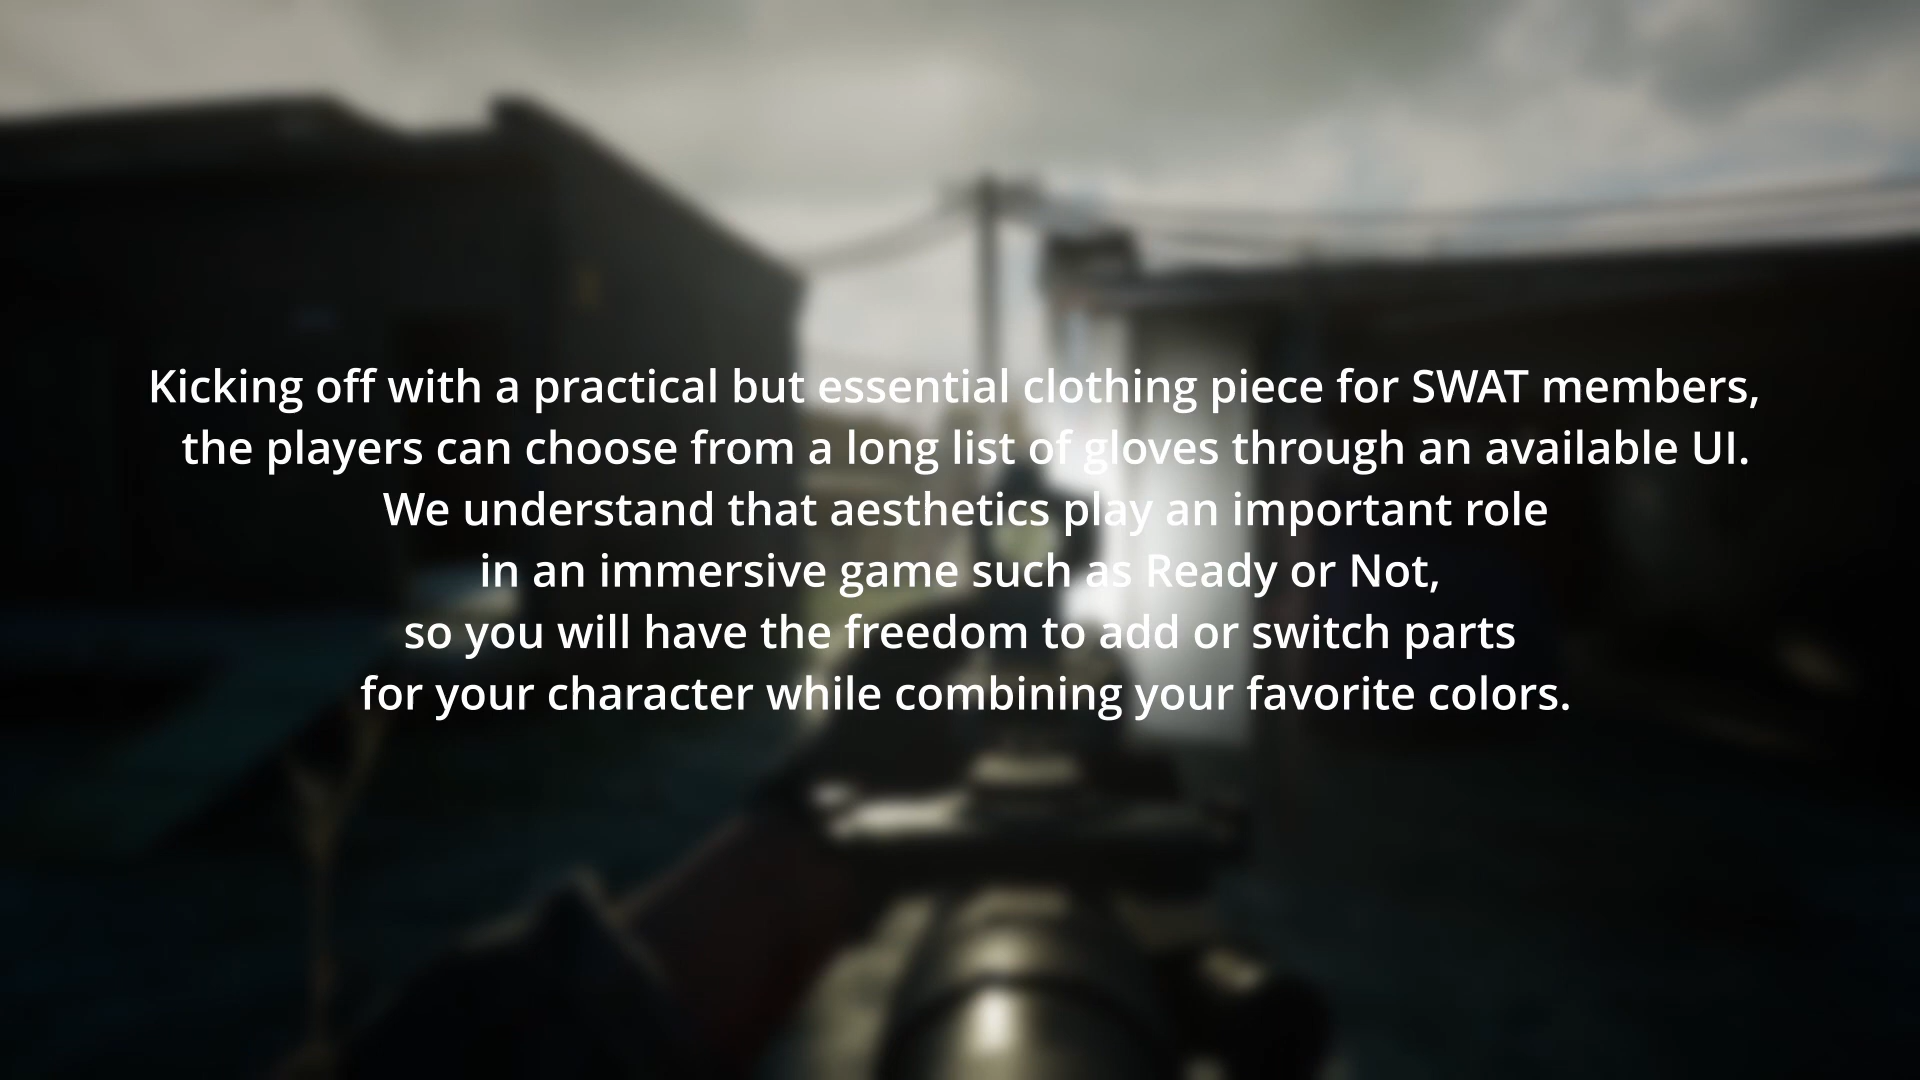 Kicking off with a practical but essential clothing piece for SWAT members,
the players can choose from a long list of gloves through an available UI.
We understand that aesthetics play an important role
in an immersive game such as Ready or Not,
so you will have the freedom to add or switch parts
for your character while combining your favorite colors.